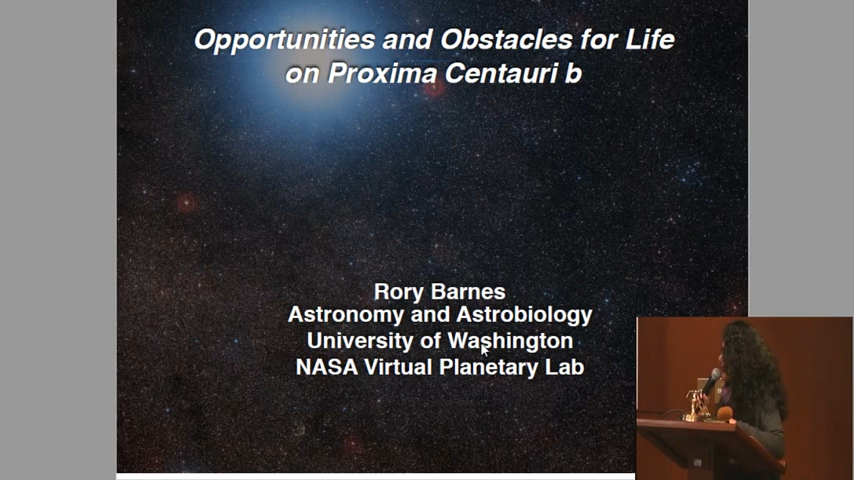 Opportunities and Obstacles for Life
on Proxima Centauri b
Rory Barnes
Astronomy and Astrobiology
University of Washington
NASA Virtual Planetary Lab